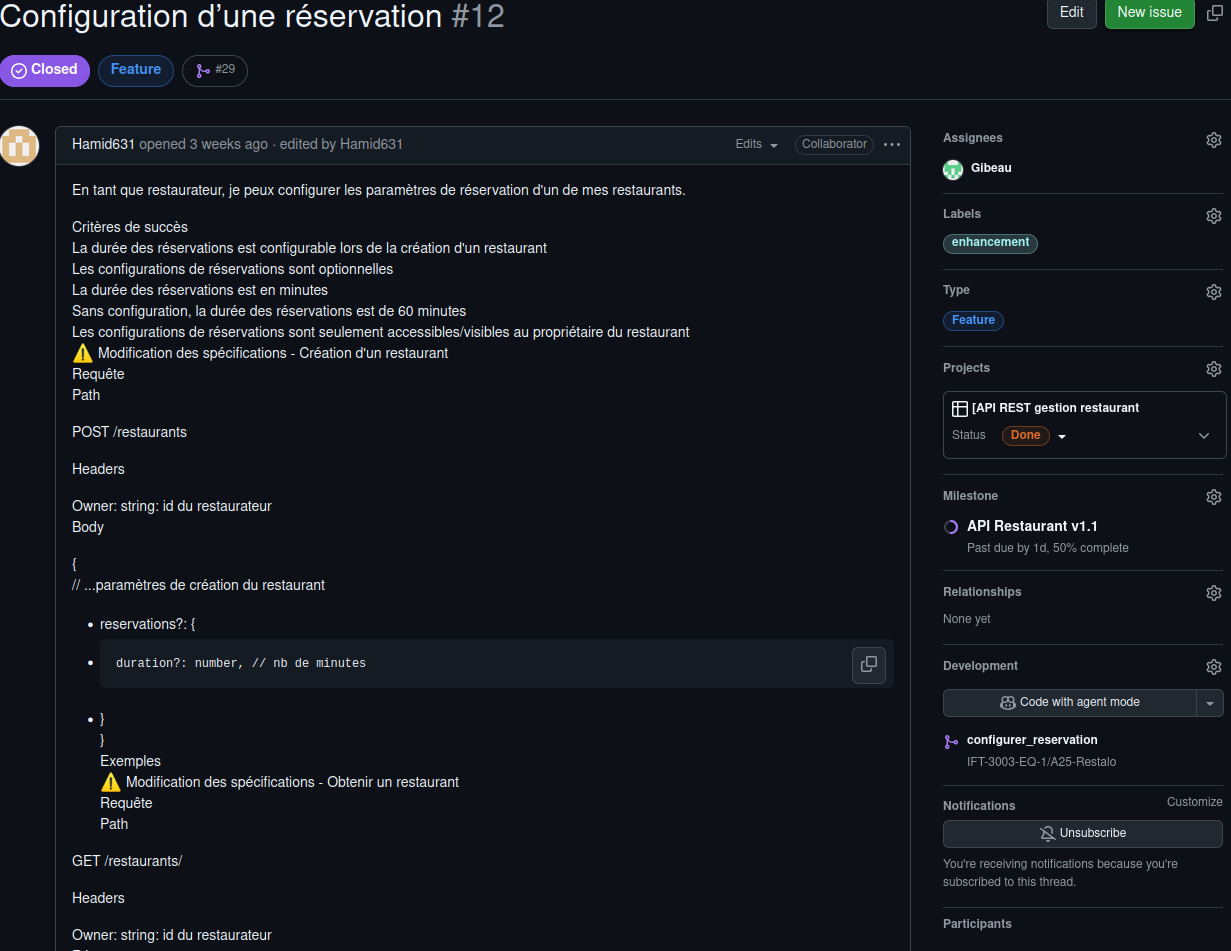 Configuration d’une réservation #12
Edit
New issue
Closed
Feature
#29
Hamid631 opened 3 weeks ago · edited by Hamid631
Edits
Collaborator
En tant que restaurateur, je peux configurer les paramètres de réservation d'un de mes restaurants.
Critères de succès
La durée des réservations est configurable lors de la création d'un restaurant
Les configurations de réservations sont optionnelles
La durée des réservations est en minutes
Sans configuration, la durée des réservations est de 60 minutes
Les configurations de réservations sont seulement accessibles/visibles au propriétaire du restaurant
⚠️ Modification des spécifications - Création d'un restaurant
Requête
Path
POST /restaurants
Headers
Owner: string: id du restaurateur
Body
{
// ...paramètres de création du restaurant
• reservations?: {
• duration?: number, // nb de minutes
• }
}
Exemples
⚠️ Modification des spécifications - Obtenir un restaurant
Requête
Path
GET /restaurants/
Headers
Owner: string: id du restaurateur
Assignees
Gibeau
Labels
enhancement
Type
Feature
Projects
[API REST gestion restaurant
Status
Done
Milestone
API Restaurant v1.1
Past due by 1d, 50% complete
Relationships
None yet
Development
Code with agent mode
configurer_reservation
IFT-3003-EQ-1/A25-Restalo
Notifications
Customize
Unsubscribe
You're receiving notifications because you're
subscribed to this thread.
Participants